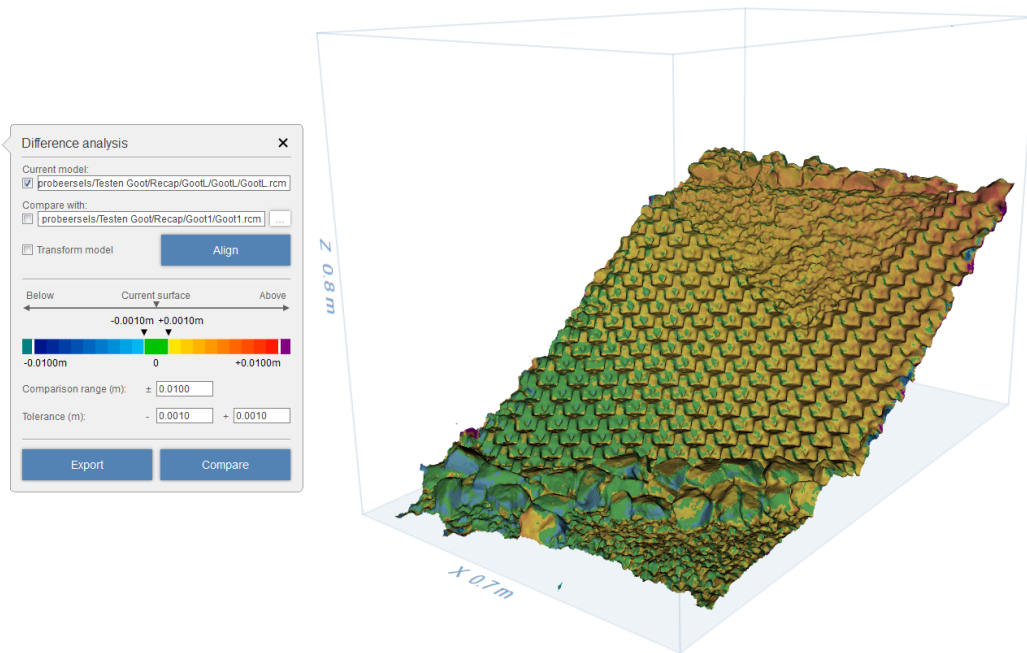 Difference analysis
Current model:
probeersels/Testen Goot/Recap/GootL/GootL/GootL.rcm
Compare with:
probeersels/Testen Goot/Recap/Goot1/Goot1.rcm ...
Transform model Align
Below Current surface Above
-0.0010m +0.0010m
-0.0100m 0 +0.0100m
Comparison range (m): ± 0.0100
Tolerance (m): - 0.0010 + 0.0010
Export Compare
Z 0.8 m
X 0.7 m